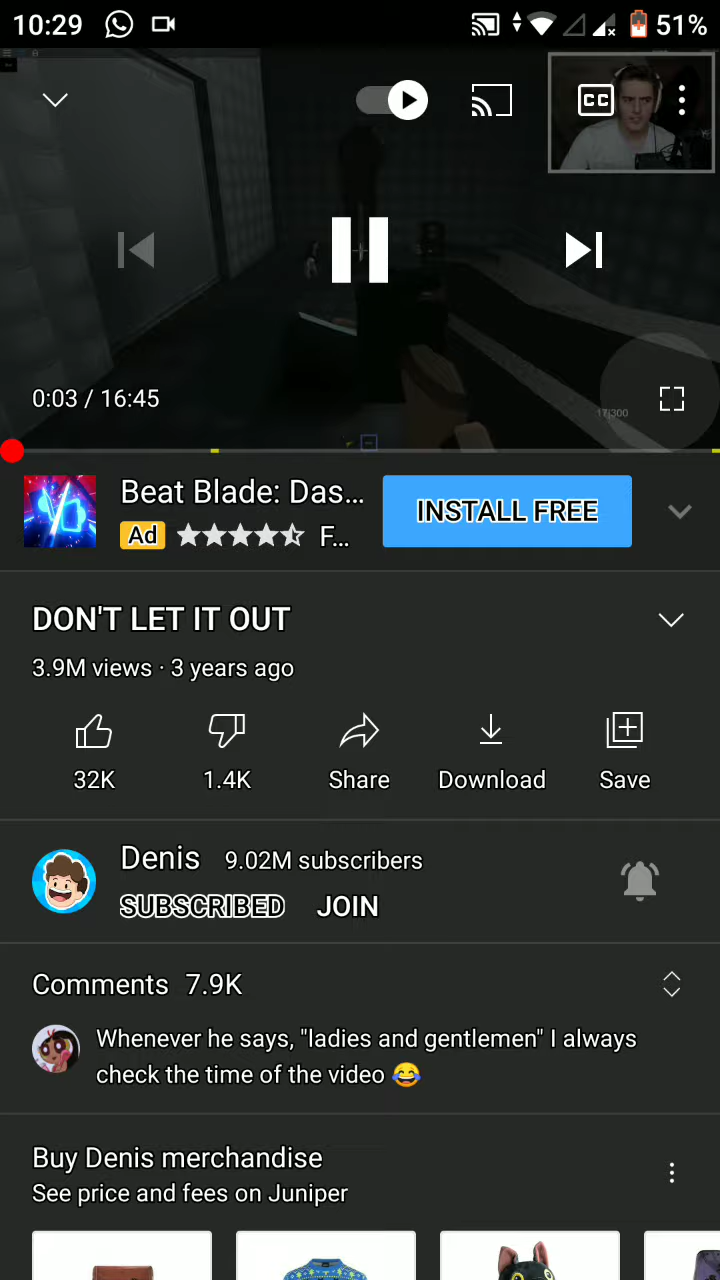 10:29
51%
CC
0:03 / 16:45
17|300
Beat Blade: Das...
INSTALL FREE
Ad
F...
DON'T LET IT OUT
3.9M views · 3 years ago
32K
1.4K
Share
Download
Save
Denis 9.02M subscribers
SUBSCRIBED JOIN
Comments 7.9K
Whenever he says, "ladies and gentlemen" I always
check the time of the video 😂
Buy Denis merchandise
See price and fees on Juniper